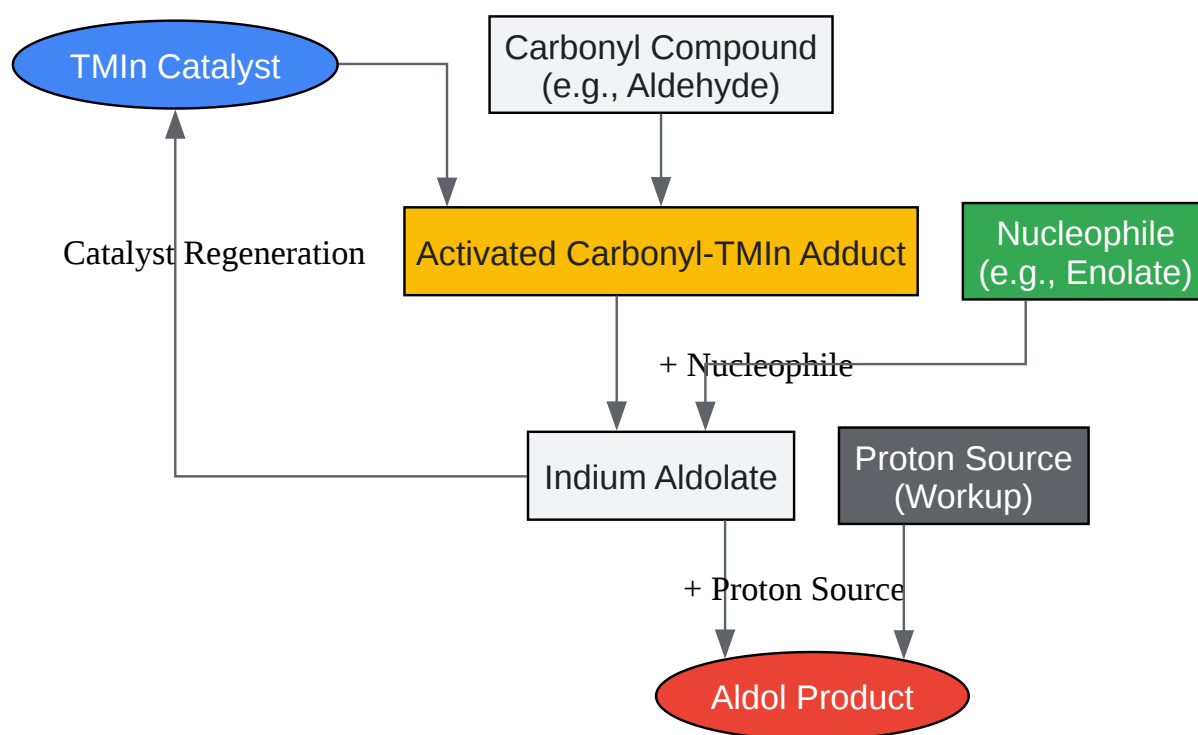 TMIn Catalyst
Carbonyl Compound
(e.g., Aldehyde)
Catalyst Regeneration
Activated Carbonyl-TMIn Adduct
Nucleophile
(e.g., Enolate)
+ Nucleophile
Indium Aldolate
Proton Source
(Workup)
+ Proton Source
Aldol Product